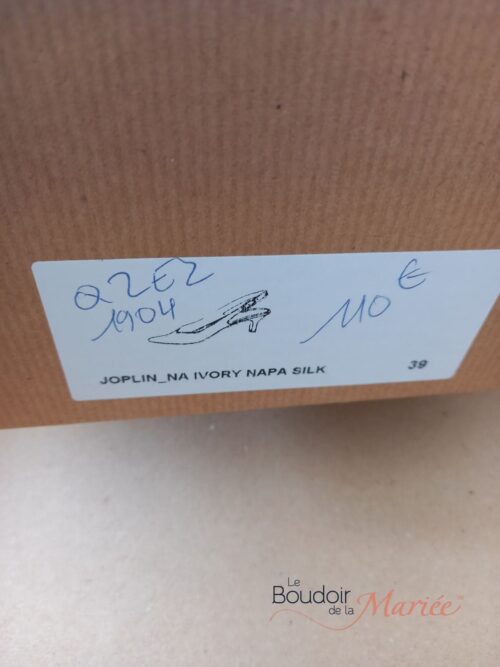 QZEZ
1904
110 €
JOPLIN_NA IVORY NAPA SILK 39
Le
Boudoir
de la
Mariée